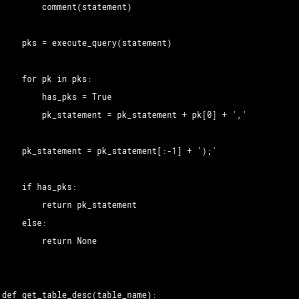 comment(statement)
pks = execute_query(statement)
for pk in pks:
has_pks = True
pk_statement = pk_statement + pk[0] + ','
pk_statement = pk_statement[:-1] + ');'
if has_pks:
return pk_statement
else:
return None
def get_table_desc(table_name):